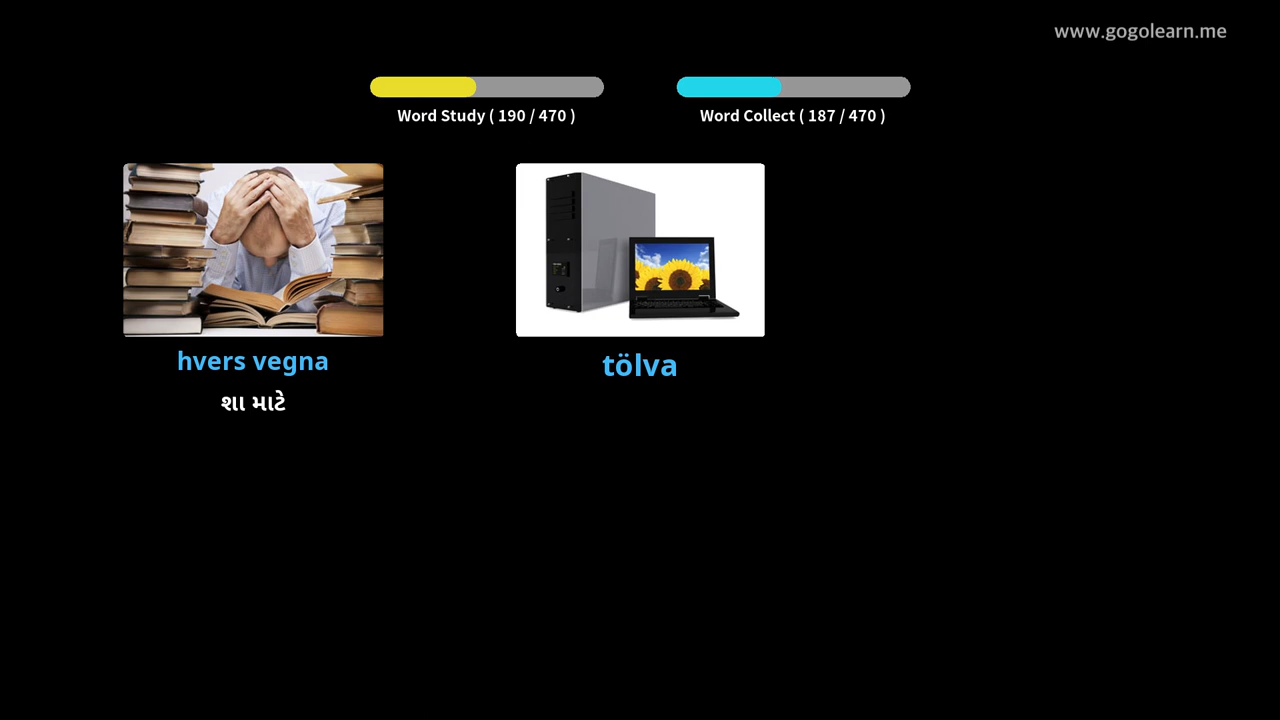 www.gogolearn.me
Word Study ( 190 / 470 )
Word Collect ( 187 / 470 )
hvers vegna
શા માટે
tölva